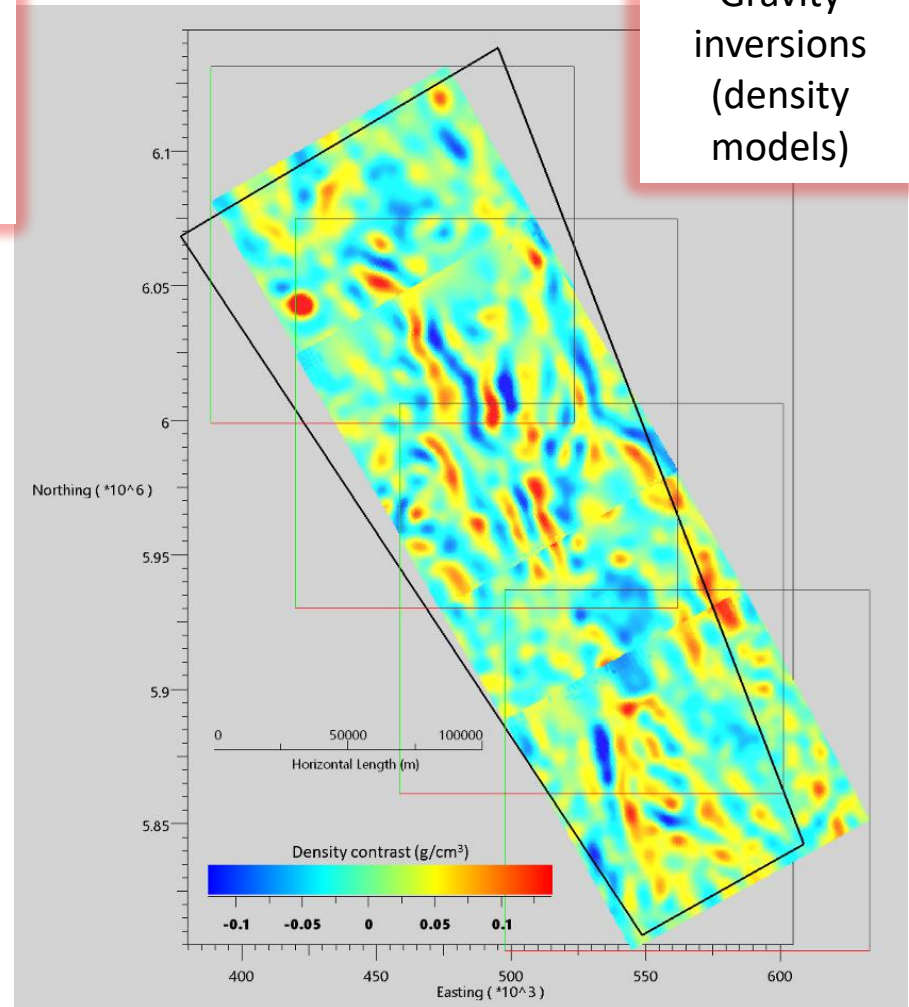 Gravity
inversions
(density
models)
6.1
6.05
6
Northing ( *10^6 )
5.95
5.9
0 50000 100000
Horizontal Length (m)
5.85
Density contrast (g/cm³)
-0.1 -0.05 0 0.05 0.1
400 450 500 550 600
Easting ( *10^3 )